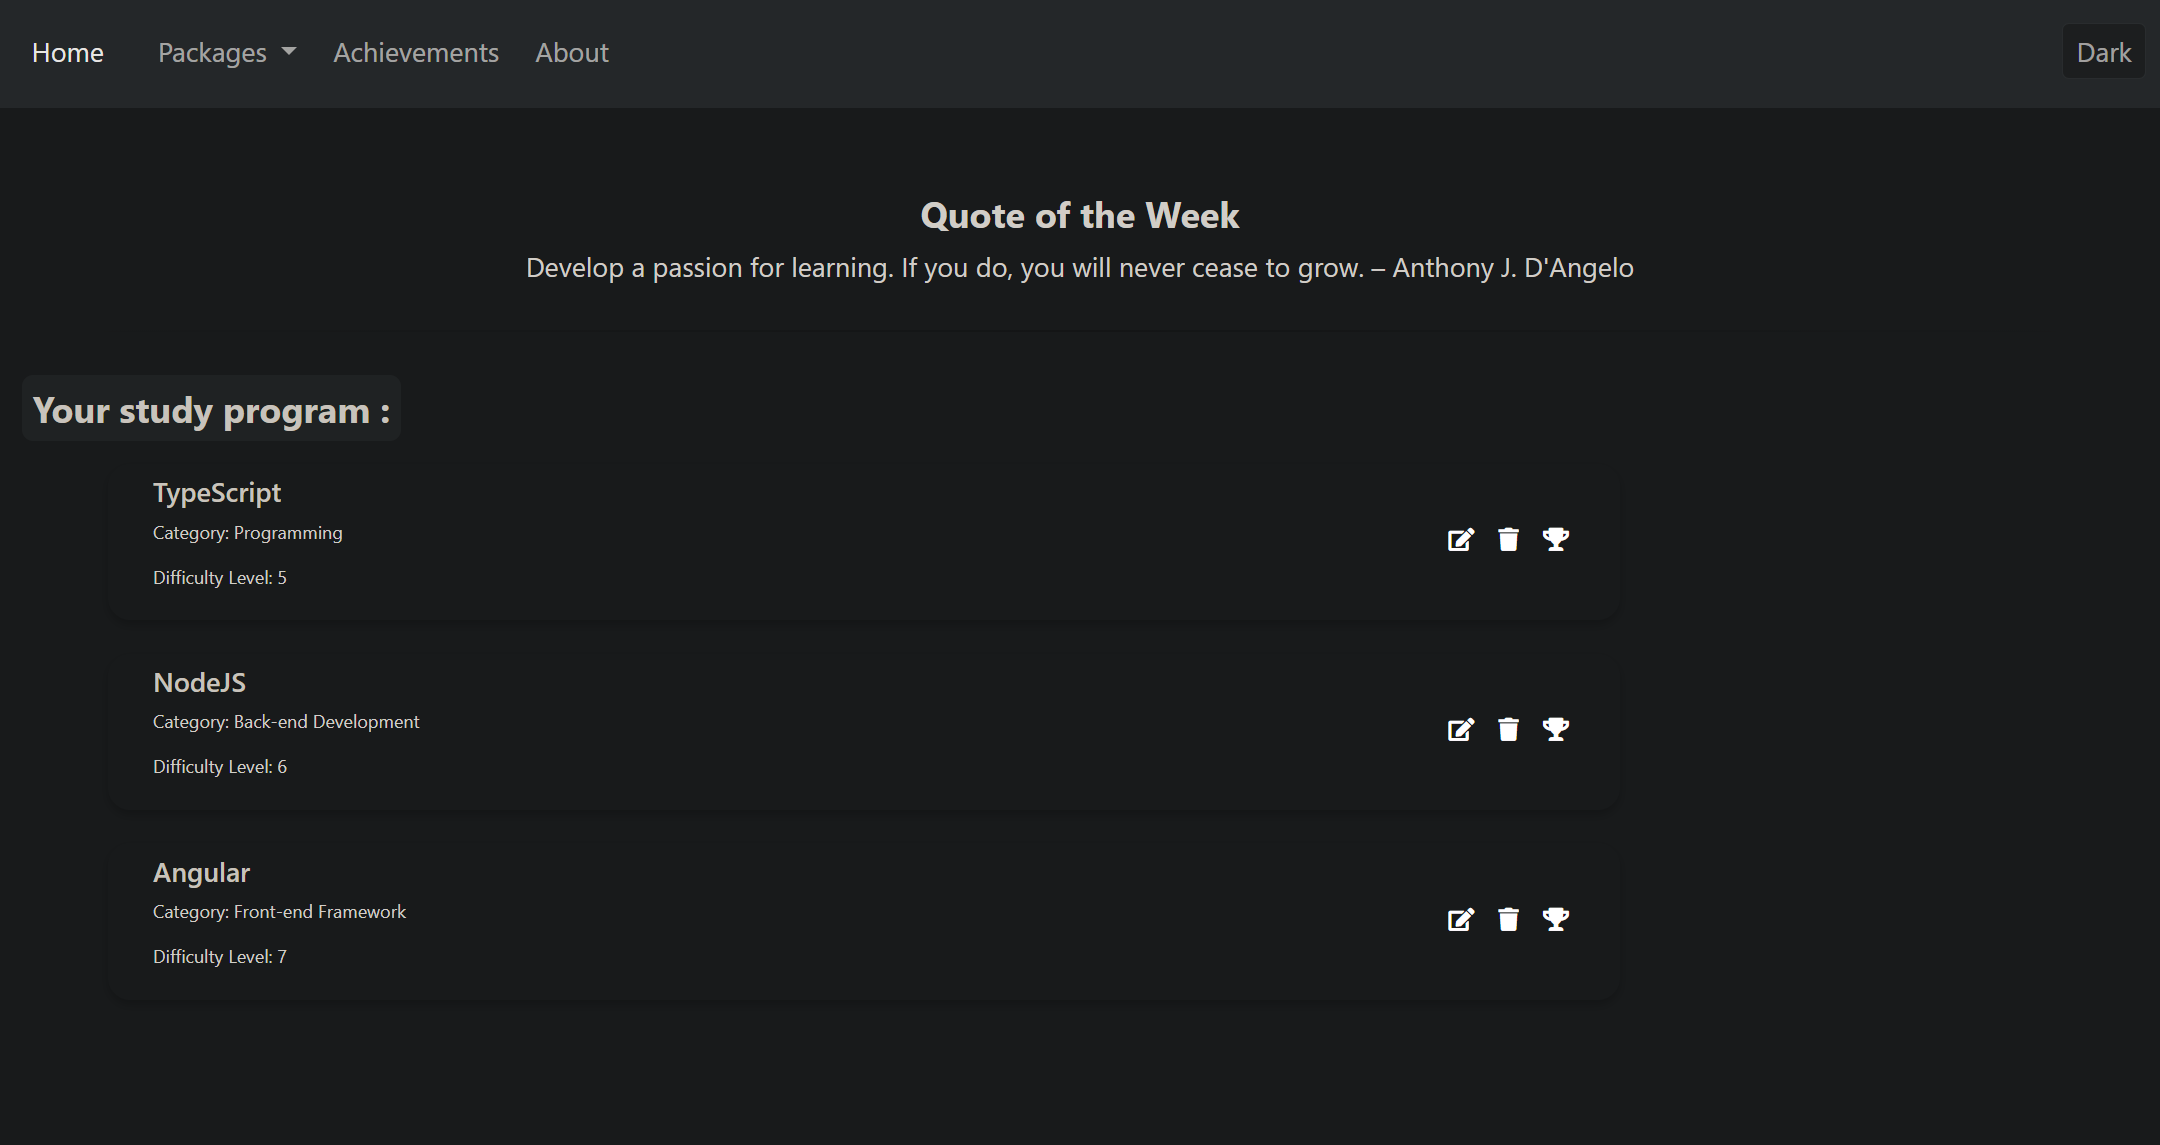 Home Packages Achievements About Dark
Quote of the Week
Develop a passion for learning. If you do, you will never cease to grow. – Anthony J. D'Angelo
Your study program :
TypeScript
Category: Programming
Difficulty Level: 5
NodeJS
Category: Back-end Development
Difficulty Level: 6
Angular
Category: Front-end Framework
Difficulty Level: 7